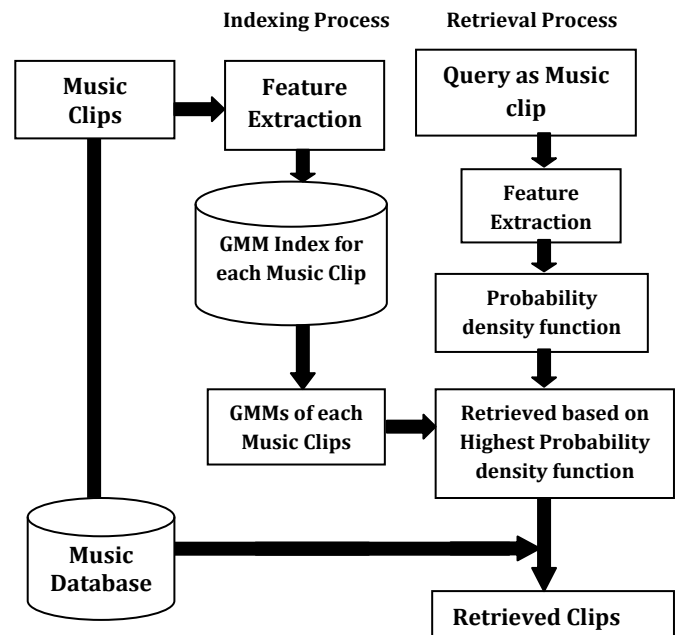 Indexing Process
Retrieval Process
Music
Clips
Feature
Extraction
Query as Music
clip
Feature
Extraction
GMM Index for
each Music Clip
Probability
density function
GMMs of each
Music Clips
Retrieved based on
Highest Probability
density function
Music
Database
Retrieved Clips